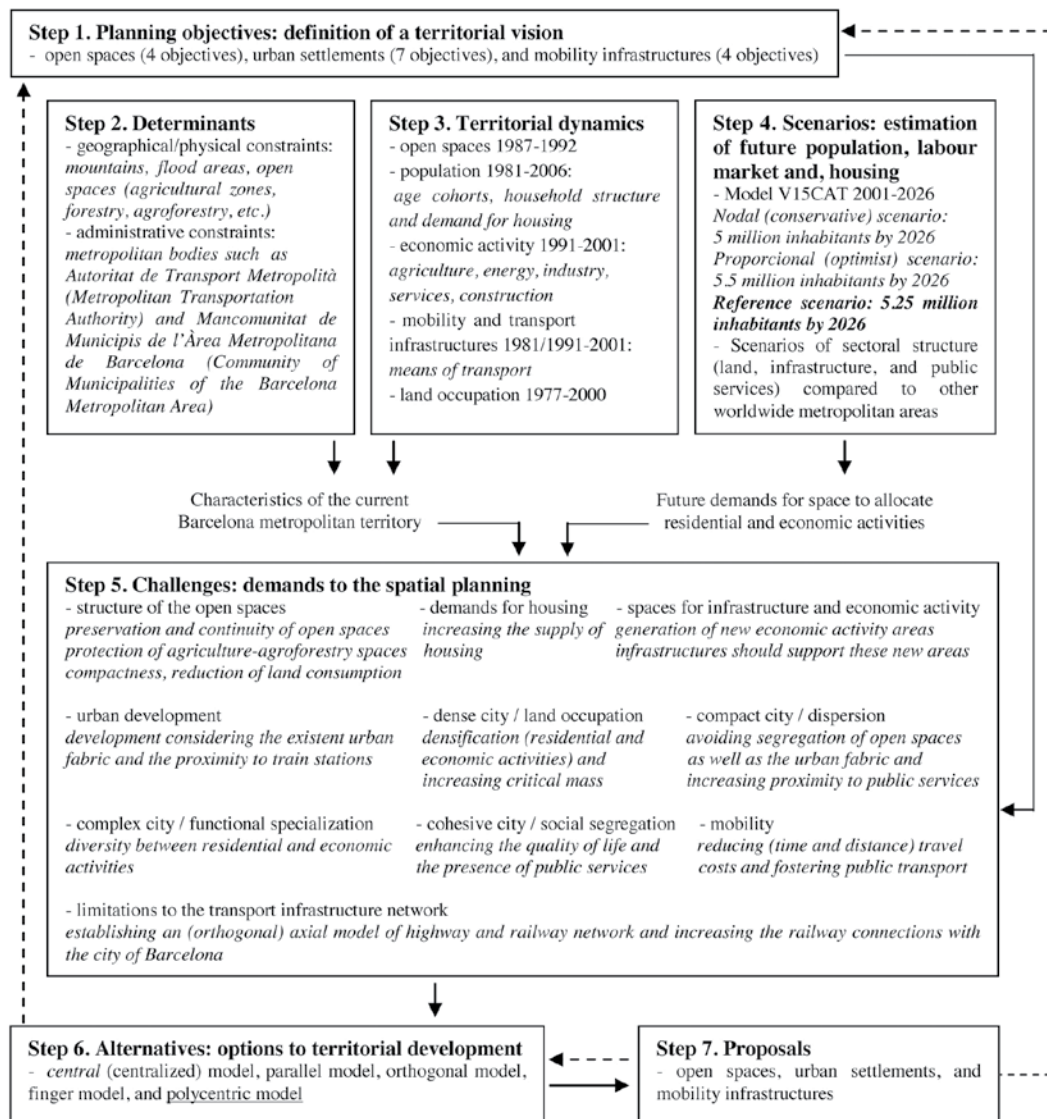 Step 1. Planning objectives: definition of a territorial vision
- open spaces (4 objectives), urban settlements (7 objectives), and mobility infrastructures (4 objectives)
Step 2. Determinants
- geographical/physical constraints:
mountains, flood areas, open
spaces (agricultural zones,
forestry, agroforestry, etc.)
- administrative constraints:
metropolitan bodies such as
Autoritat de Transport Metropolità
(Metropolitan Transportation
Authority) and Mancomunitat de
Municipis de l'Àrea Metropolitana
de Barcelona (Community of
Municipalities of the Barcelona
Metropolitan Area)
Step 3. Territorial dynamics
- open spaces 1987-1992
- population 1981-2006:
age cohorts, household structure
and demand for housing
- economic activity 1991-2001:
agriculture, energy, industry,
services, construction
- mobility and transport
infrastructures 1981/1991-2001:
means of transport
- land occupation 1977-2000
Step 4. Scenarios: estimation
of future population, labour
market and, housing
- Model V15CAT 2001-2026
Nodal (conservative) scenario:
5 million inhabitants by 2026
Proporcional (optimist) scenario:
5.5 million inhabitants by 2026
Reference scenario: 5.25 million
inhabitants by 2026
- Scenarios of sectoral structure
(land, infrastructure, and public
services) compared to other
worldwide metropolitan areas
Characteristics of the current
Barcelona metropolitan territory
Future demands for space to allocate
residential and economic activities
Step 5. Challenges: demands to the spatial planning
- structure of the open spaces
preservation and continuity of open spaces
protection of agriculture-agroforestry spaces
compactness, reduction of land consumption
- demands for housing
increasing the supply of
housing
- spaces for infrastructure and economic activity
generation of new economic activity areas
infrastructures should support these new areas
- urban development
development considering the existent urban
fabric and the proximity to train stations
- dense city / land occupation
densification (residential and
economic activities) and
increasing critical mass
- compact city / dispersion
avoiding segregation of open spaces
as well as the urban fabric and
increasing proximity to public services
- complex city / functional specialization
diversity between residential and economic
activities
- cohesive city / social segregation
enhancing the quality of life and
the presence of public services
- mobility
reducing (time and distance) travel
costs and fostering public transport
- limitations to the transport infrastructure network
establishing an (orthogonal) axial model of highway and railway network and increasing the railway connections with
the city of Barcelona
Step 6. Alternatives: options to territorial development
- central (centralized) model, parallel model, orthogonal model,
finger model, and polycentric model
Step 7. Proposals
- open spaces, urban settlements, and
mobility infrastructures